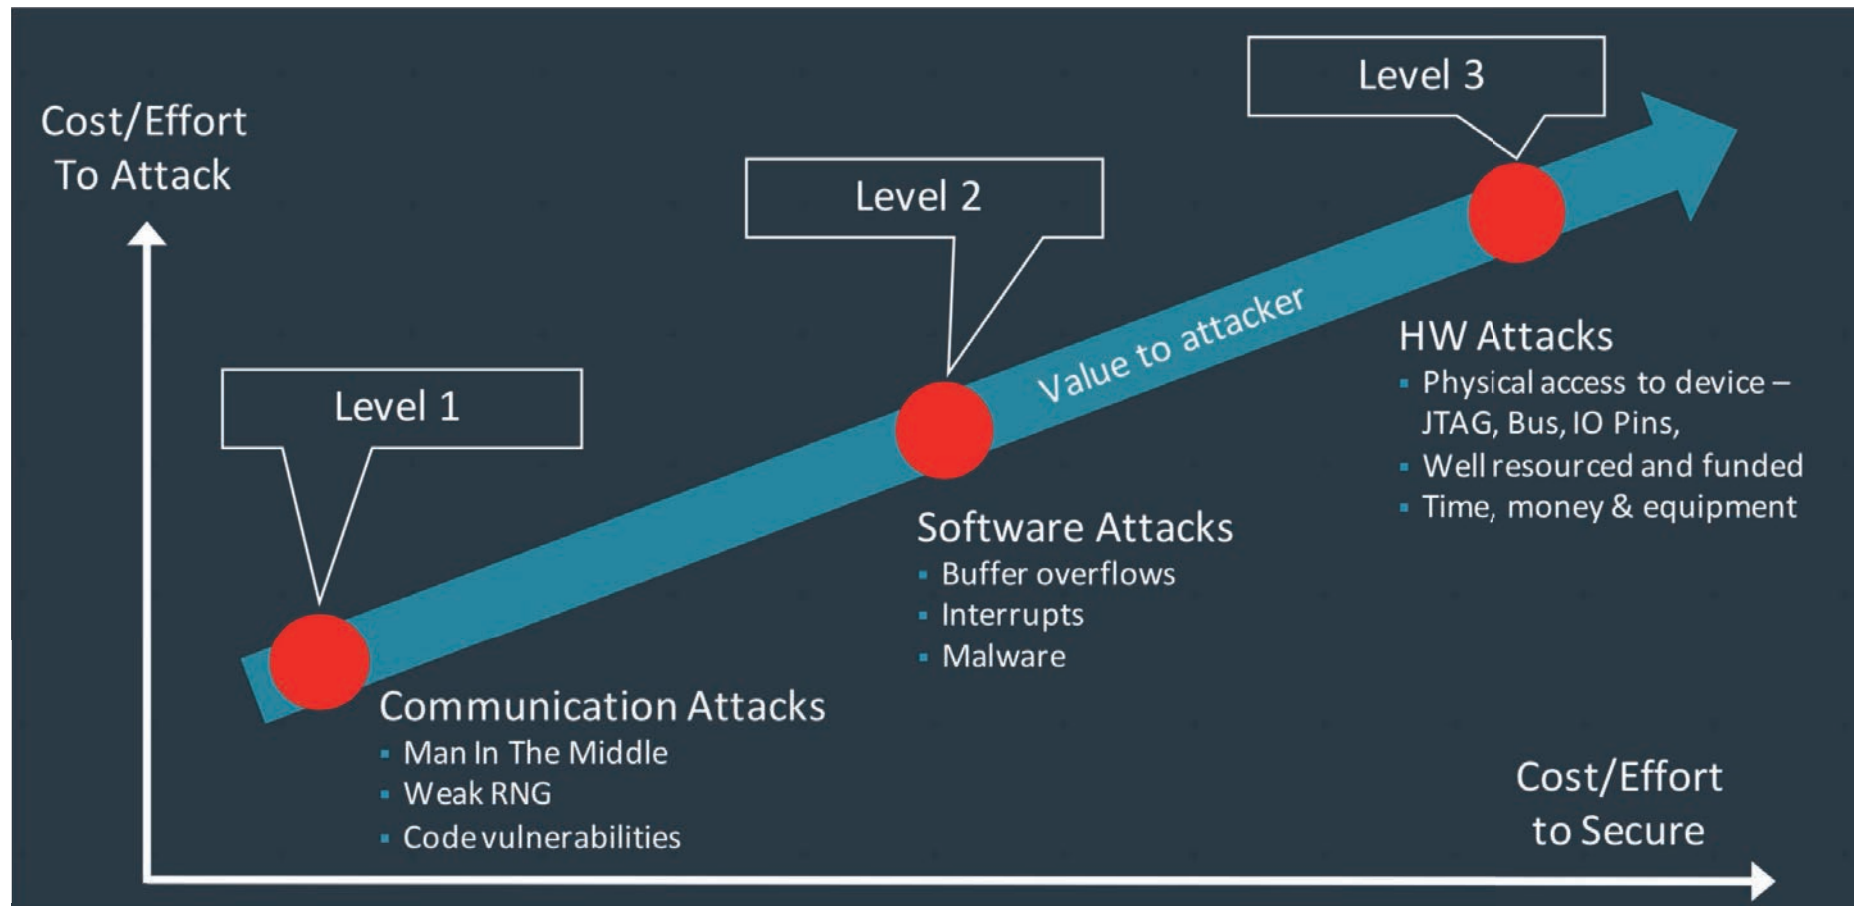 Cost/Effort
To Attack
Level 1
Level 2
Level 3
Value to attacker
Communication Attacks
▪ Man In The Middle
▪ Weak RNG
▪ Code vulnerabilities
Software Attacks
▪ Buffer overflows
▪ Interrupts
▪ Malware
HW Attacks
▪ Physical access to device –
JTAG, Bus, IO Pins,
▪ Well resourced and funded
▪ Time, money & equipment
Cost/Effort
to Secure